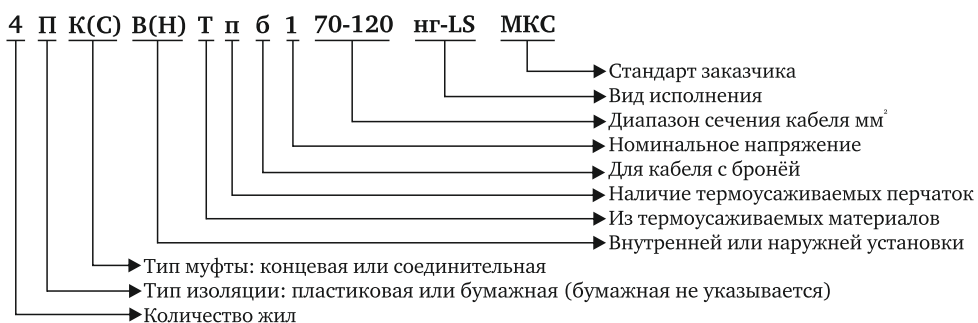 4 П К(С) В(Н) Т п б 1 70-120 нг-LS МКС
Стандарт заказчика
Вид исполнения
Диапазон сечения кабеля мм²
Номинальное напряжение
Для кабеля с бронёй
Наличие термоусаживаемых перчаток
Из термоусаживаемых материалов
Внутренней или наружней установки
Тип муфты: концевая или соединительная
Тип изоляции: пластиковая или бумажная (бумажная не указывается)
Количество жил